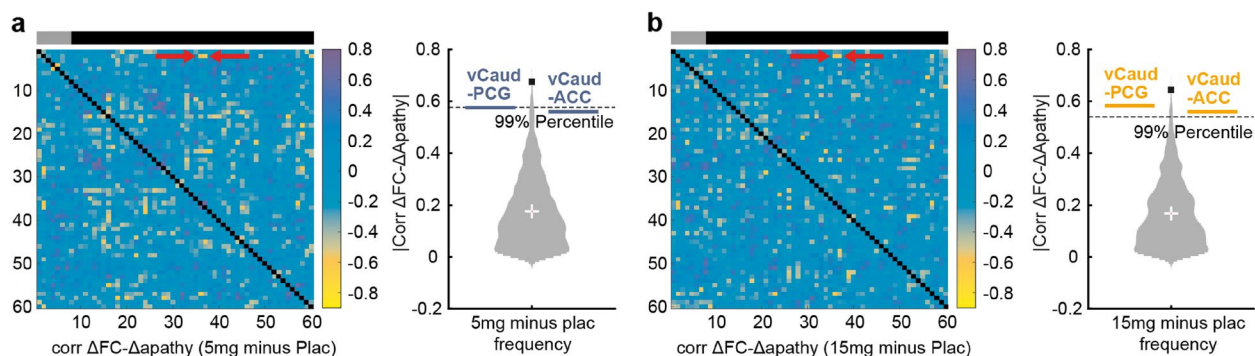 a
10
20
30
40
50
60
10 20 30 40 50 60
corr ΔFC-Δapathy (5mg minus Plac)
0.8
0.6
0.4
0.2
0
-0.2
-0.4
-0.6
-0.8
|Corr ΔFC-ΔApathy|
0.8
0.6
0.4
0.2
0
-0.2
vCaud
-PCG
vCaud
-ACC
99% Percentile
5mg minus plac
frequency
b
10
20
30
40
50
60
10 20 30 40 50 60
corr ΔFC-Δapathy (15mg minus Plac)
0.8
0.6
0.4
0.2
0
-0.2
-0.4
-0.6
-0.8
|Corr ΔFC-ΔApathy|
0.8
0.6
0.4
0.2
0
-0.2
vCaud
-PCG
vCaud
-ACC
99% Percentile
15mg minus plac
frequency